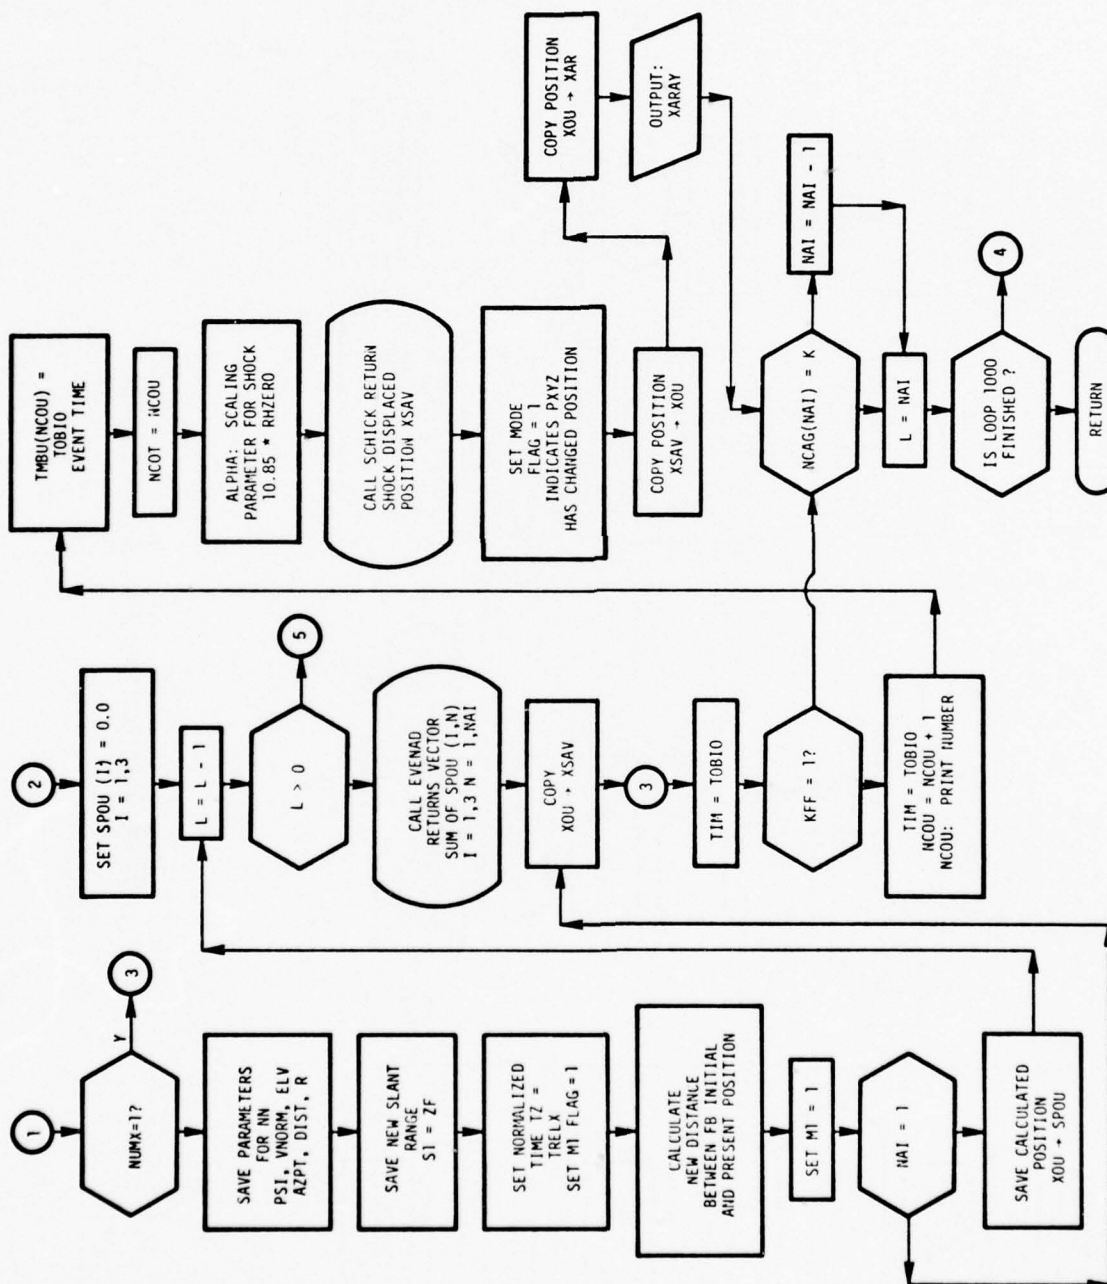 1
NUMX=1?
Y
3
SAVE PARAMETERS
FOR NN
PSI, VNORM, ELV
AZPT, DIST, R
SAVE NEW SLANT
RANGE
S1 = ZF
SET NORMALIZED
TIME TZ =
TRELX
SET M1 FLAG = 1
CALCULATE
NEW DISTANCE
BETWEEN FB INITIAL
AND PRESENT POSITION
SET M1 = 1
NAI = 1
SAVE CALCULATED
POSITION
XOU → SPOU
2
SET SPOU (I) = 0.0
I = 1,3
L = L - 1
L > 0
5
CALL EVENAD
RETURNS VECTOR
SUM OF SPOU (I,N)
I = 1,3 N = 1,NAI
COPY
XOU → XSAV
3
TIM = TOBIO
KFF = 1?
TIM = TOBIO
NCOU = NCOU + 1
NCOU: PRINT NUMBER
TMBU(NCOU) =
TOBIO
EVENT TIME
NCOT = NCOU
ALPHA: SCALING
PARAMETER FOR SHOCK
10.85 * RHZERO
CALL SCHICK RETURN
SHOCK DISPLACED
POSITION XSAV
SET MODE
FLAG = 1
INDICATES PXYZ
HAS CHANGED POSITION
COPY POSITION
XSAV → XOU
COPY POSITION
XOU → XAR
OUTPUT:
XARAY
NCAG(NAI) = K
NAI = NAI - 1
L = NAI
IS LOOP 1000
FINISHED ?
4
RETURN